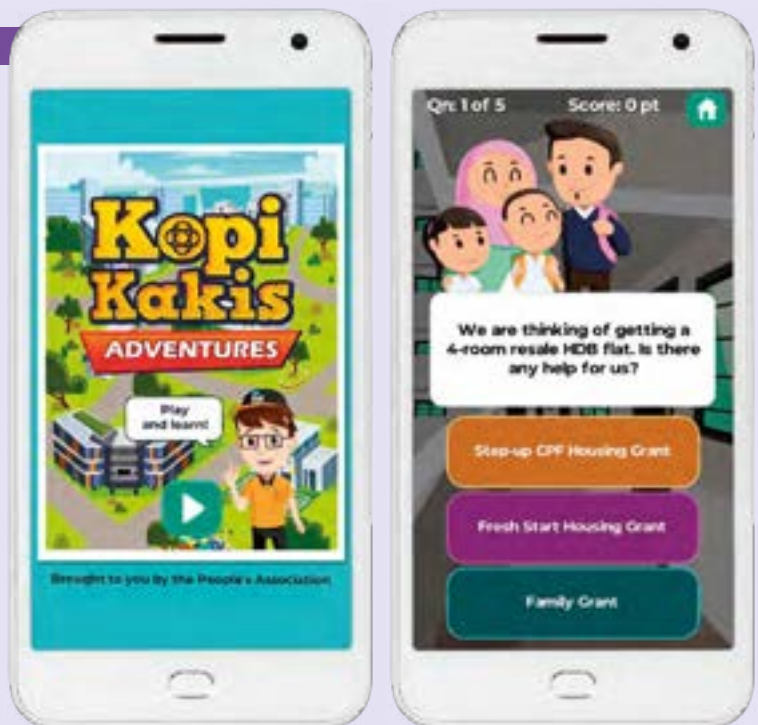 Kopi
Kakis
ADVENTURES
Play
and learn!
Brought to you by the People's Association
Qn: 1 of 5
Score: 0 pt
We are thinking of getting a
4-room resale HDB flat. Is there
any help for us?
Step-up CPF Housing Grant
Fresh Start Housing Grant
Family Grant